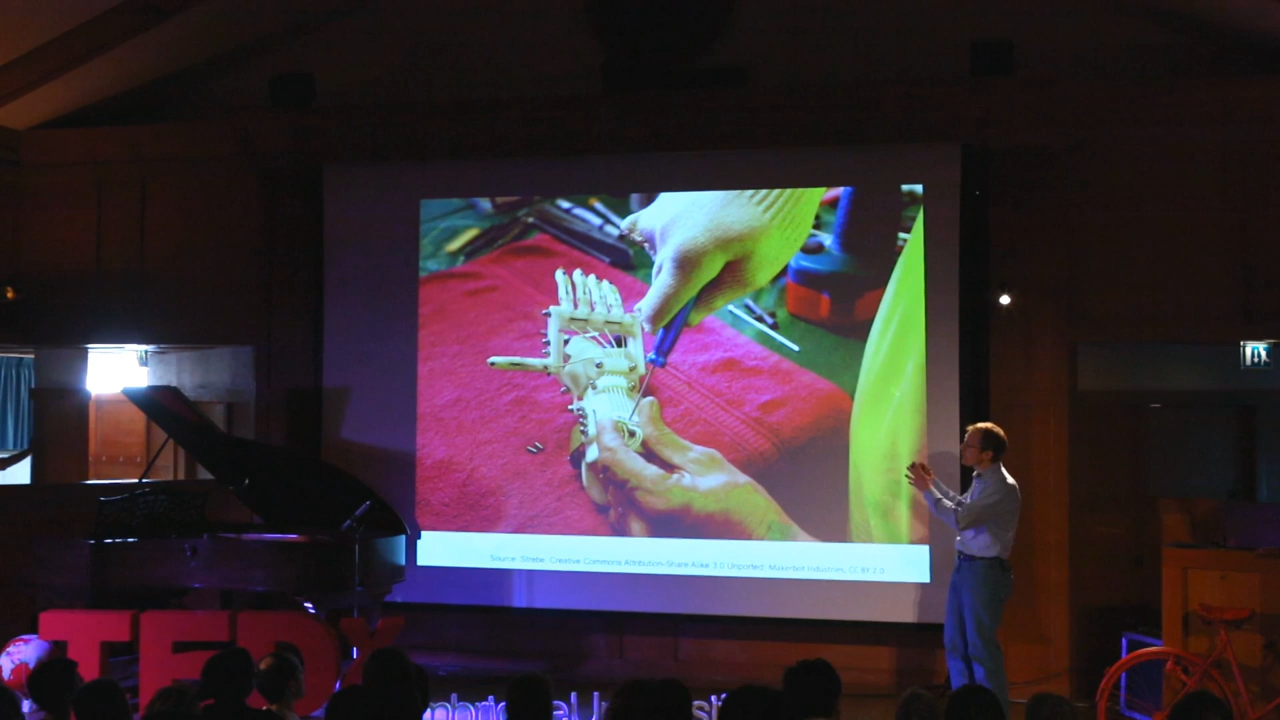 Source: Strebe, Creative Commons Attribution-Share Alike 3.0 Unported. Makerbot Industries, CC BY 2.0
TEDx